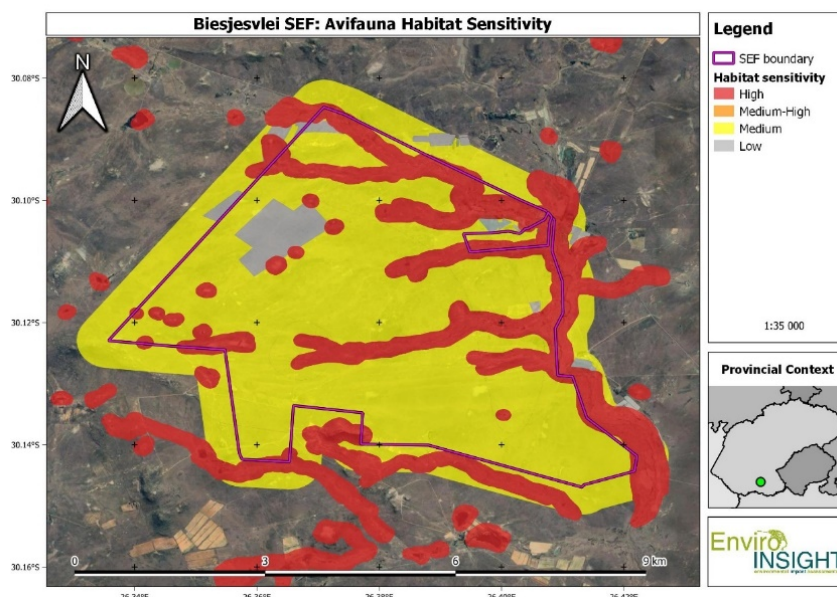 Biesjesvlei SEF: Avifauna Habitat Sensitivity
N
30.08°S
30.10°S
30.12°S
30.14°S
30.16°S
0
3
6
9 km
Legend
SEF boundary
Habitat sensitivity
High
Medium-High
Medium
Low
1:35 000
Provincial Context
Enviro
INSIGHT